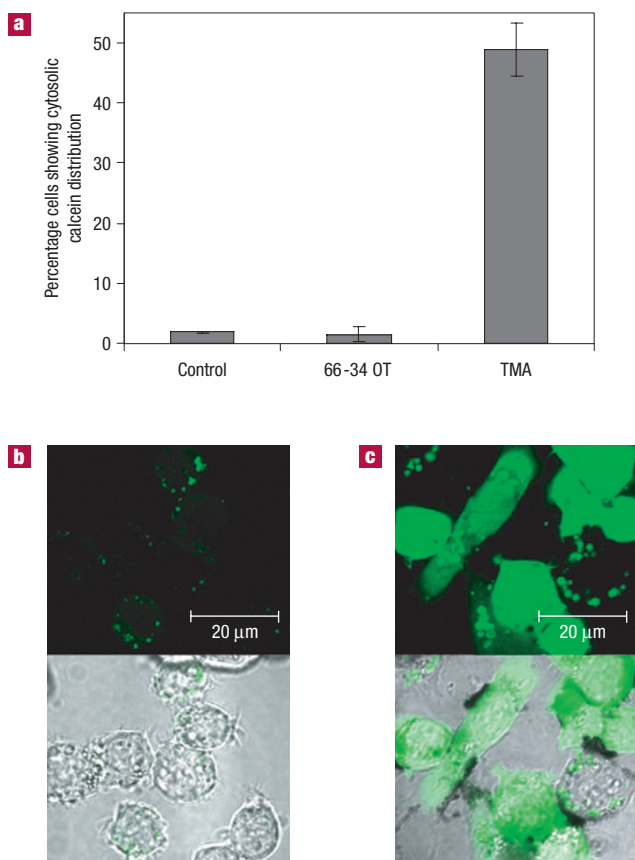 a
Percentage cells showing cytosolic
calcein distribution
50
40
30
20
10
0
Control
66-34 OT
TMA
b
20 μm
c
20 μm